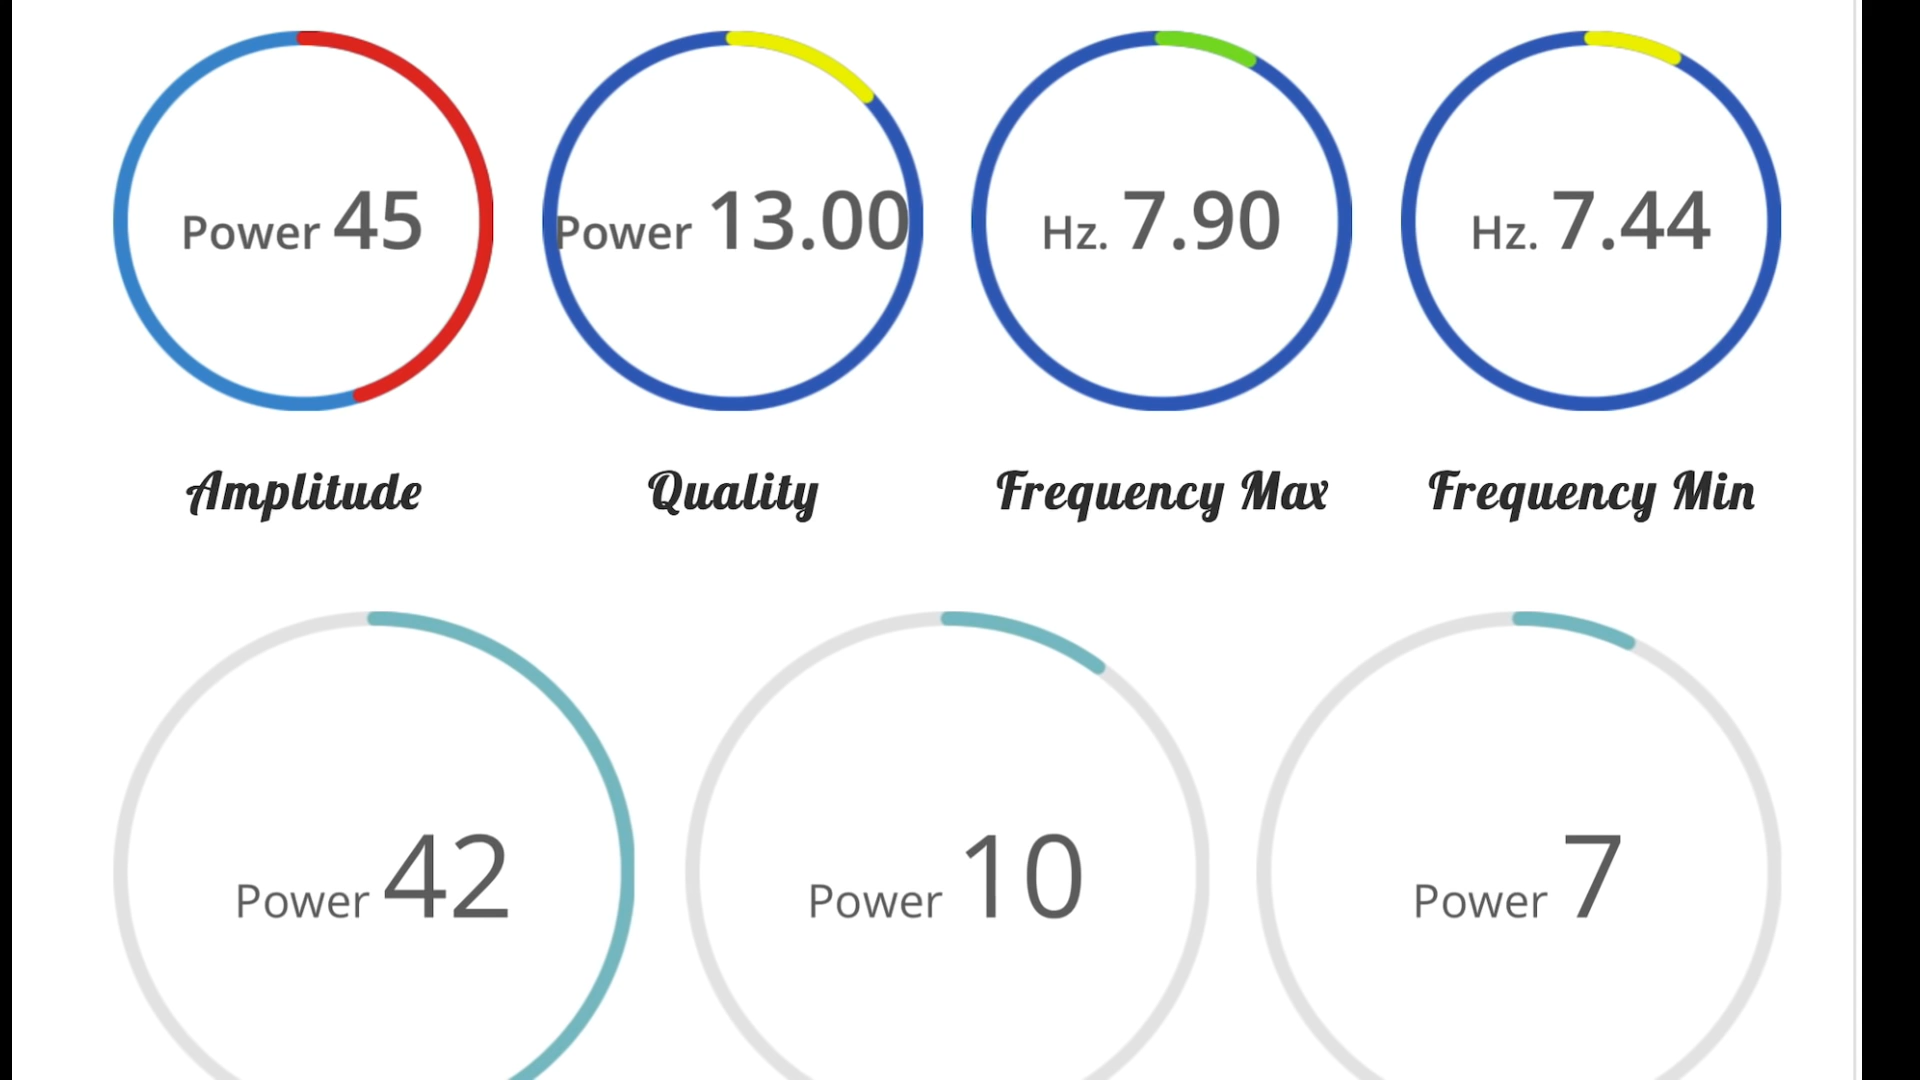 Power 45
Power 13.00
Hz. 7.90
Hz. 7.44
Amplitude
Quality
Frequency Max
Frequency Min
Power 42
Power 10
Power 7